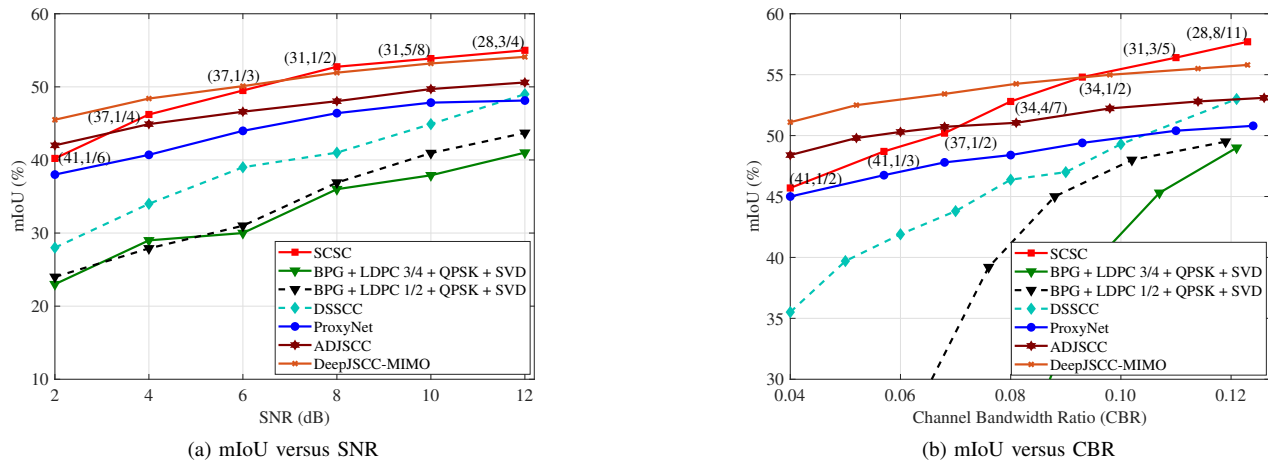 60
50
40
30
20
10
mIoU (%)
(41,1/6)
(37,1/4)
(37,1/3)
(31,1/2)
(31,5/8)
(28,3/4)
SCSC
BPG + LDPC 3/4 + QPSK + SVD
BPG + LDPC 1/2 + QPSK + SVD
DSSCC
ProxyNet
ADJSCC
DeepJSCC-MIMO
2 4 6 8 10 12
SNR (dB)
(a) mIoU versus SNR
60
55
50
45
40
35
30
mIoU (%)
(41,1/2)
(41,1/3)
(37,1/2)
(34,4/7)
(34,1/2)
(31,3/5)
(28,8/11)
SCSC
BPG + LDPC 3/4 + QPSK + SVD
BPG + LDPC 1/2 + QPSK + SVD
DSSCC
ProxyNet
ADJSCC
DeepJSCC-MIMO
0.04 0.06 0.08 0.10 0.12
Channel Bandwidth Ratio (CBR)
(b) mIoU versus CBR